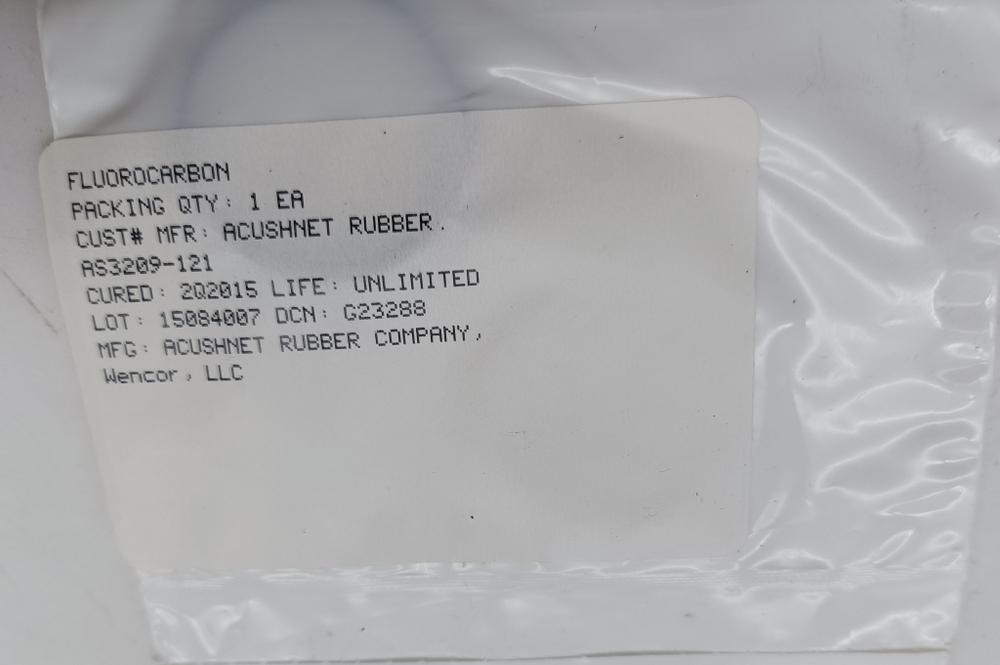 FLUOROCARBON
PACKING QTY: 1 EA
CUST# MFR: ACUSHNET RUBBER.
AS3209-121
CURED: 2Q2015 LIFE: UNLIMITED
LOT: 15084007 DCN: G23288
MFG: ACUSHNET RUBBER COMPANY,
Wencor, LLC